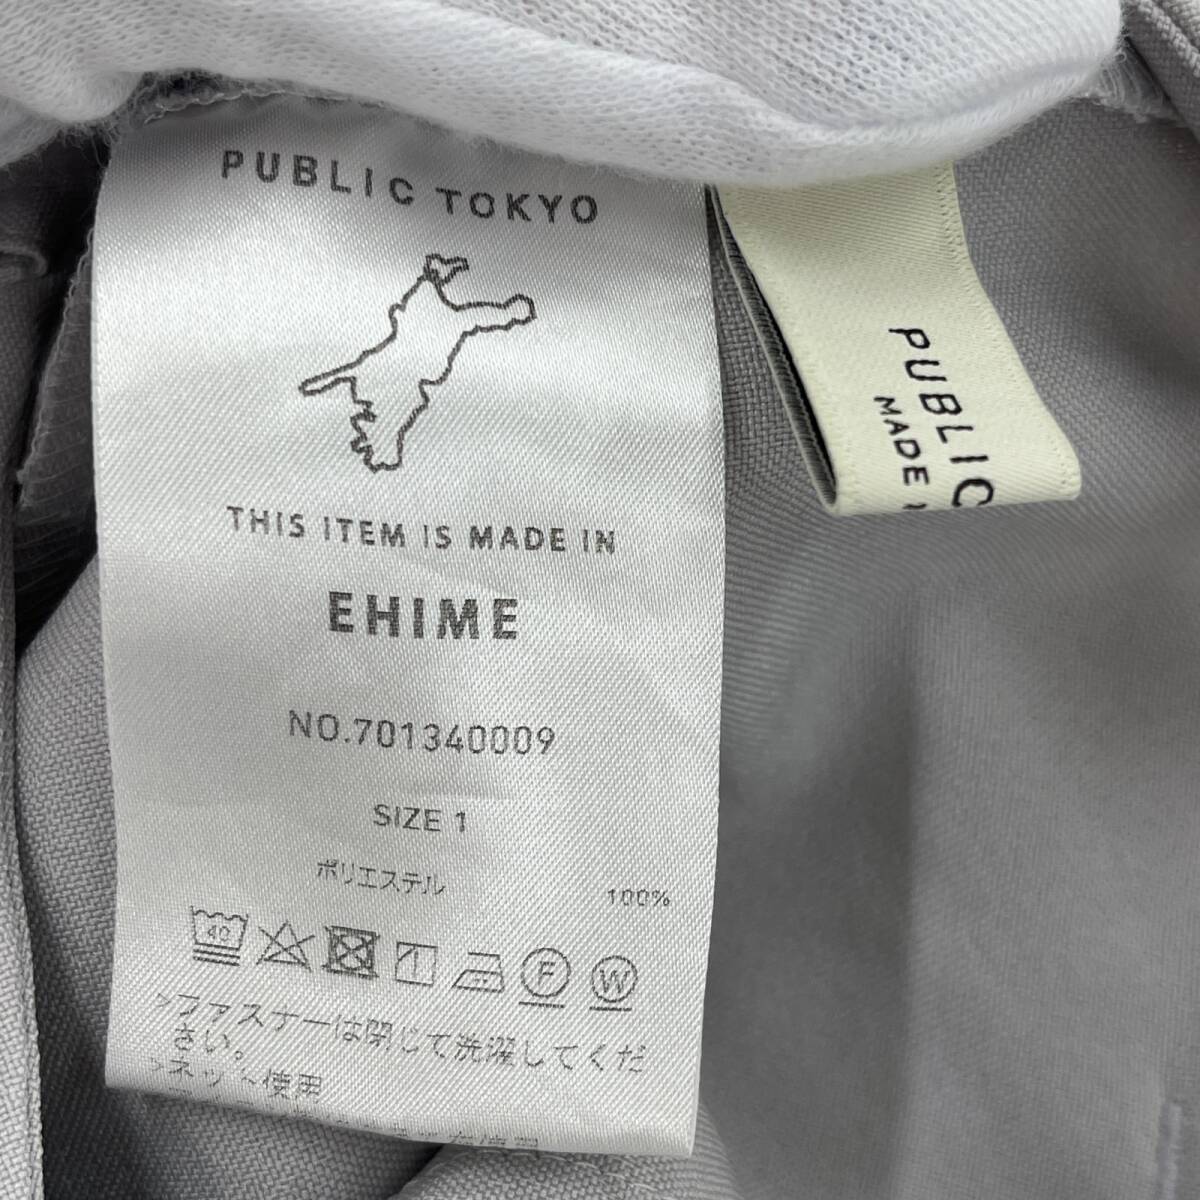 PUBLIC TOKYO
THIS ITEM IS MADE IN
EHIME
NO.701340009
SIZE 1
ポリエステル 100%
40
F W
>ファスナーは閉じて洗濯してくだ
さい。
>ネット使用
PUBLIC
MADE